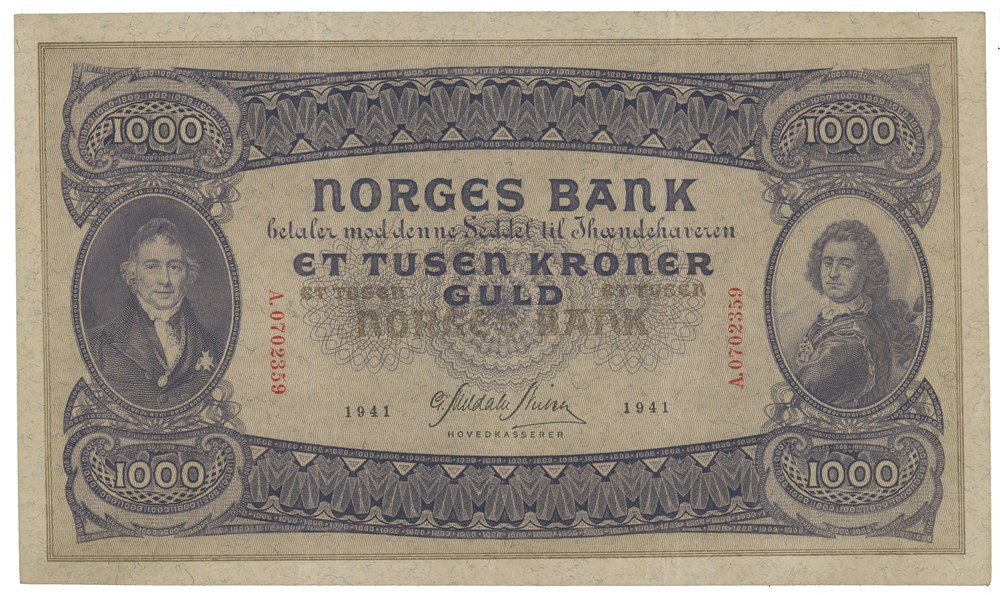 1000 1000
NORGES BANK
betaler mod denne Seddel til Ihændehaveren
ET TUSEN KRONER
ET TUSEN GULD ET TUSEN
NORGES BANK
A.0702359
A.0702359
1941 1941
HOVEDKASSERER
1000 1000